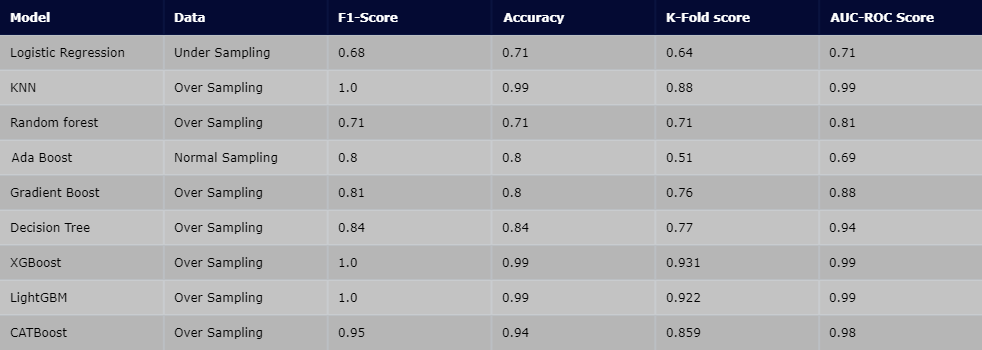 Model Data F1-Score Accuracy K-Fold score AUC-ROC Score
Logistic Regression Under Sampling 0.68 0.71 0.64 0.71
KNN Over Sampling 1.0 0.99 0.88 0.99
Random forest Over Sampling 0.71 0.71 0.71 0.81
Ada Boost Normal Sampling 0.8 0.8 0.51 0.69
Gradient Boost Over Sampling 0.81 0.8 0.76 0.88
Decision Tree Over Sampling 0.84 0.84 0.77 0.94
XGBoost Over Sampling 1.0 0.99 0.931 0.99
LightGBM Over Sampling 1.0 0.99 0.922 0.99
CATBoost Over Sampling 0.95 0.94 0.859 0.98